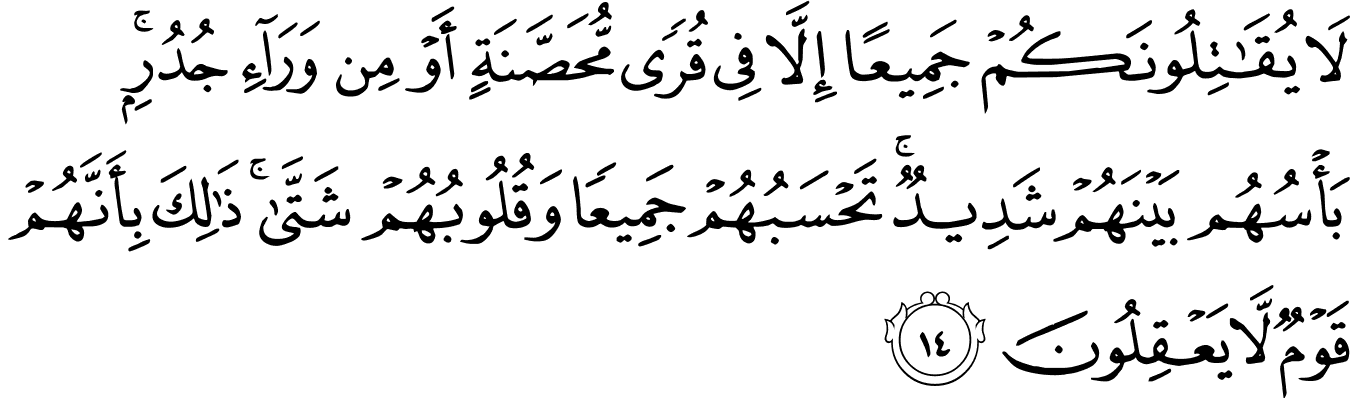 لَا يُقَٰتِلُونَكُمْ جَمِيعًا إِلَّا فِى قُرًى مُّحَصَّنَةٍ أَوْ مِن وَرَآءِ جُدُرٍۭ ۚ
بَأْسُهُم بَيْنَهُمْ شَدِيدٌ ۚ تَحْسَبُهُمْ جَمِيعًا وَقُلُوبُهُمْ شَتَّىٰ ۚ ذَٰلِكَ بِأَنَّهُمْ
قَوْمٌ لَّا يَعْقِلُونَ ١٤